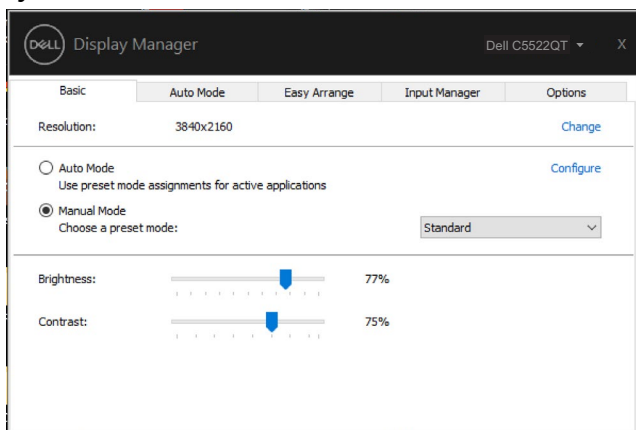 DELL Display Manager Dell C5522QT X
Basic Auto Mode Easy Arrange Input Manager Options
Resolution: 3840x2160 Change
Auto Mode Configure
Use preset mode assignments for active applications
Manual Mode
Choose a preset mode: Standard
Brightness: 77%
Contrast: 75%